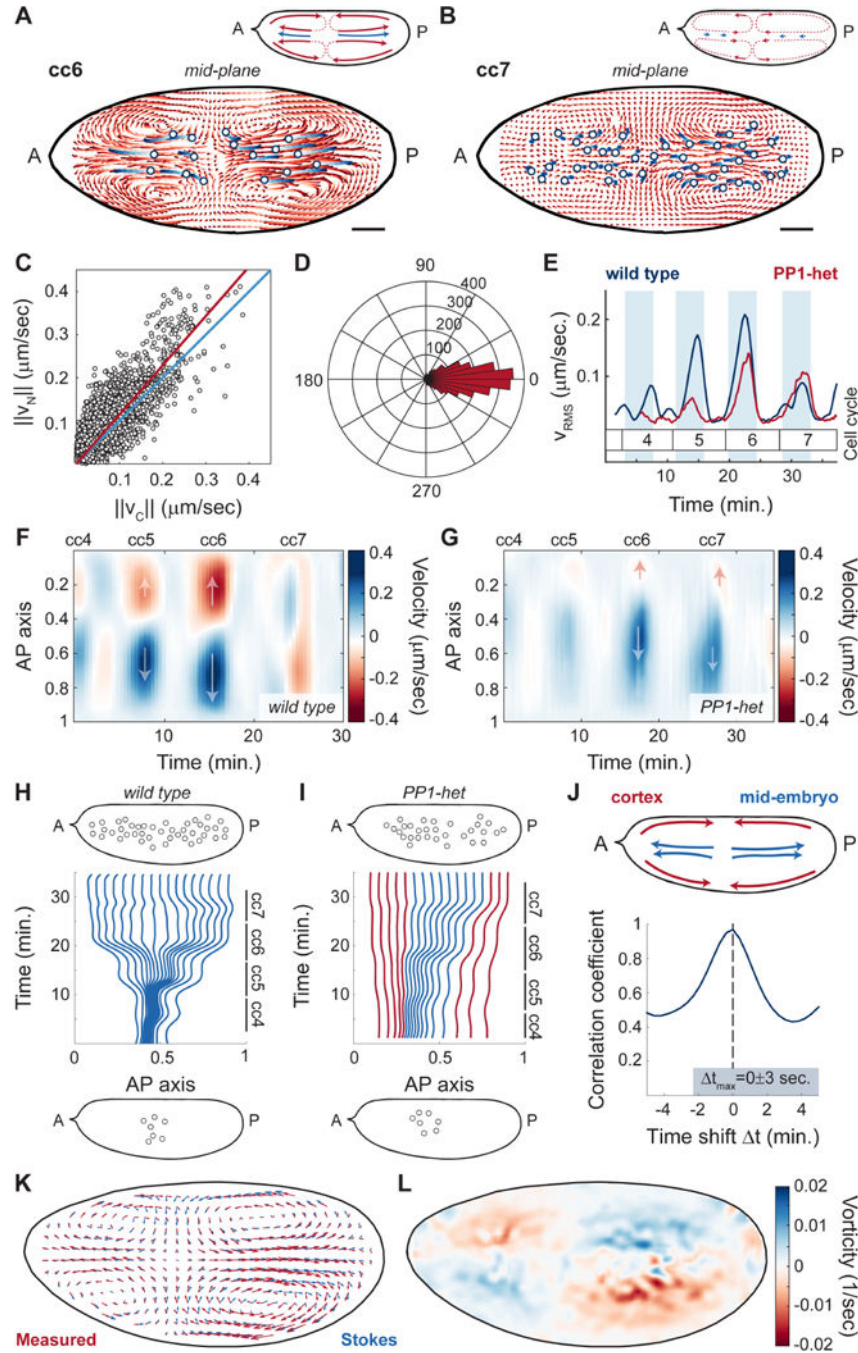 A
A
P
cc6
mid-plane
A
P
B
A
P
cc7
mid-plane
A
P
C
||vN|| (μm/sec)
0.4
0.3
0.2
0.1
0.1
0.2
0.3
0.4
||vC|| (μm/sec)
D
90
400
300
200
100
180
0
270
E
wild type
PP1-het
vRMS (μm/sec.)
0.2
0.1
4
5
6
7
Cell cycle
10
20
30
Time (min.)
F
cc4
cc5
cc6
cc7
AP axis
0.2
0.4
0.6
0.8
1
wild type
0
10
20
30
Time (min.)
0.4
0.2
0
-0.2
-0.4
Velocity (μm/sec)
G
cc5
cc6
cc7
AP axis
0.2
0.4
0.6
0.8
1
PP1-het
0
10
20
30
Time (min.)
0.4
0.2
0
-0.2
-0.4
Velocity (μm/sec)
H
wild type
A
P
Time (min.)
30
20
10
cc7
cc6
cc5
cc4
0
0.5
1
AP axis
A
P
I
PP1-het
A
P
Time (min.)
30
20
10
cc7
cc6
cc5
cc4
0
0.5
1
AP axis
A
P
J
cortex
mid-embryo
A
P
Correlation coefficient
1
0.8
0.6
0.4
0.2
Δtmax=0±3 sec.
-4
-2
0
2
4
Time shift Δt (min.)
K
Measured
Stokes
L
0.02
0.01
0
-0.01
-0.02
Vorticity (1/sec)